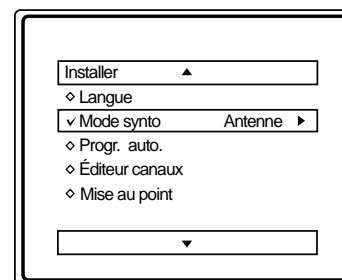 Installer
Langue
Mode synto Antenne
Progr. auto.
Éditeur canaux
Mise au point